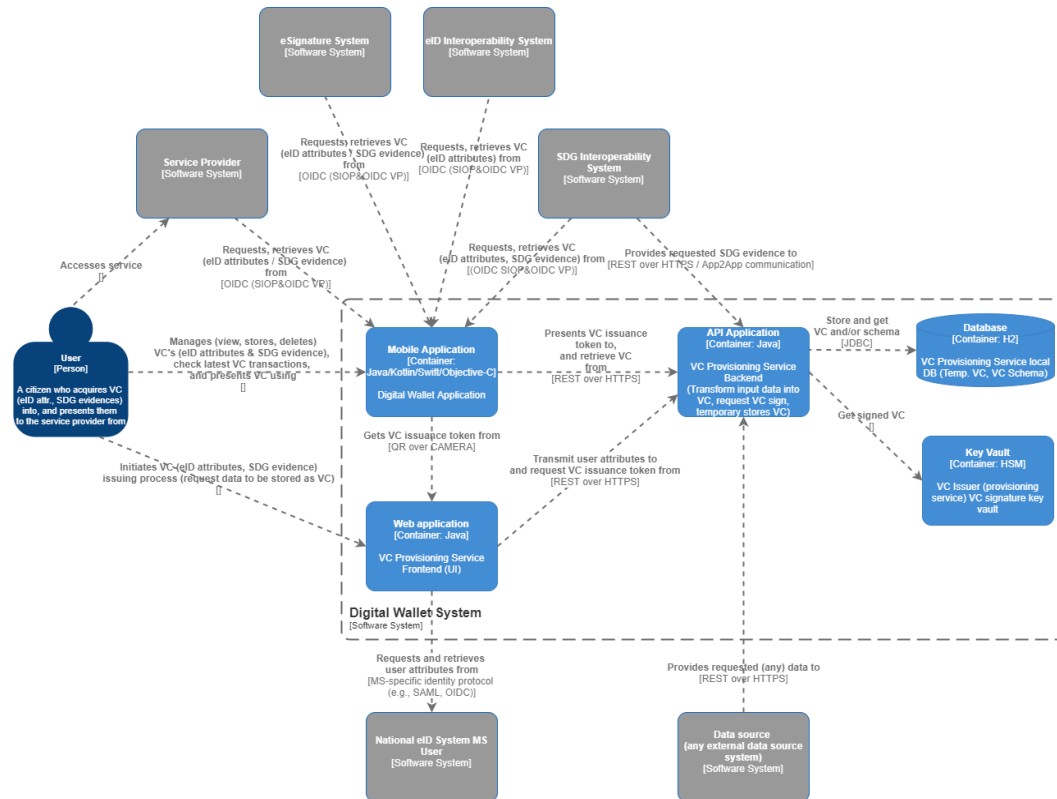 eSignature System
[Software System]
eID Interoperability System
[Software System]
Service Provider
[Software System]
SDG Interoperability
System
[Software System]
Requests, retrieves VC
(eID attributes / SDG evidence)
from
[OIDC (SIOP&OIDC VP)]
Requests, retrieves VC
(eID attributes) from
[OIDC (SIOP&OIDC VP)]
Accesses service
[]
Requests, retrieves VC
(eID attributes / SDG evidence)
from
[OIDC (SIOP&OIDC VP)]
Requests, retrieves VC
(eID attributes, SDG evidence) from
[(OIDC SIOP&OIDC VP)]
Provides requested SDG evidence to
[REST over HTTPS / App2App communication]
User
[Person]
A citizen who acquires VC
(eID attr., SDG evidences)
into, and presents them
to the service provider from
Manages (view, stores, deletes)
VC's (eID attributes & SDG evidence),
check latest VC transactions,
and presents VC using
[]
Mobile Application
[Container:
Java/Kotlin/Swift/Objective-C]
Digital Wallet Application
Presents VC issuance
token to,
and retrieve VC
from
[REST over HTTPS]
API Application
[Container: Java]
VC Provisioning Service
Backend
(Transform input data into
VC, request VC sign,
temporary stores VC)
Store and get
VC and/or schema
[JDBC]
Database
[Container: H2]
VC Provisioning Service local
DB (Temp. VC, VC Schema)
Get signed VC
[]
Key Vault
[Container: HSM]
VC Issuer (provisioning
service) VC signature key
vault
Gets VC issuance token from
[QR over CAMERA]
Initiates VC (eID attributes, SDG evidence)
issuing process (request data to be stored as VC)
[]
Transmit user attributes to
and request VC issuance token from
[REST over HTTPS]
Web application
[Container: Java]
VC Provisioning Service
Frontend (UI)
Digital Wallet System
[Software System]
Requests and retrieves
user attributes from
[MS-specific identity protocol
(e.g., SAML, OIDC)]
Provides requested (any) data to
[REST over HTTPS]
National eID System MS
User
[Software System]
Data source
(any external data source
system)
[Software System]